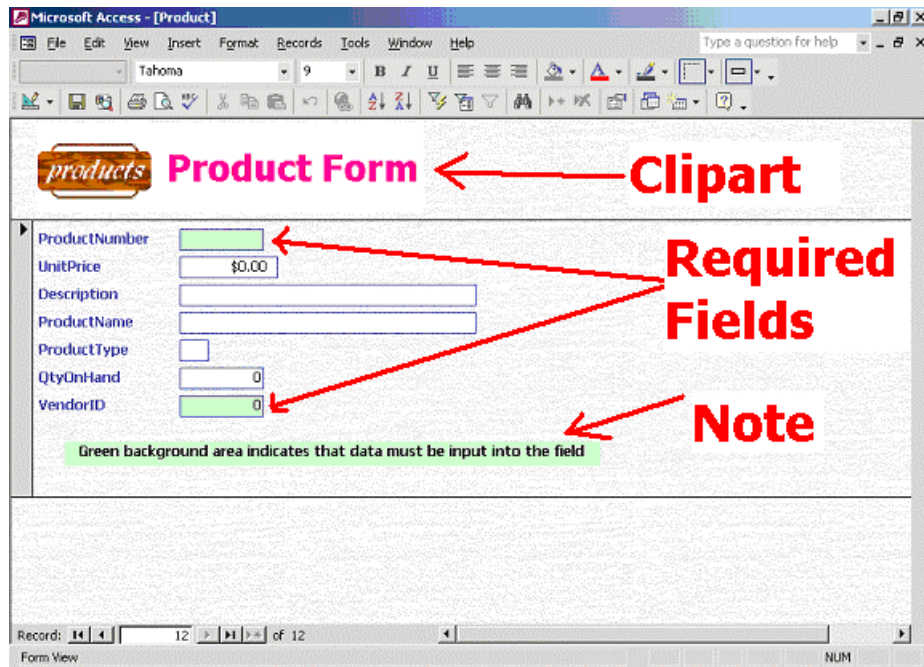 Microsoft Access - [Product]
File Edit View Insert Format Records Tools Window Help Type a question for help
Tahoma 9 B I U
products Product Form Clipart
ProductNumber
UnitPrice $0.00
Required
Fields
Description
ProductName
ProductType
QtyOnHand 0
VendorID 0
Note
Green background area indicates that data must be input into the field
Record: 12 of 12
Form View NUM